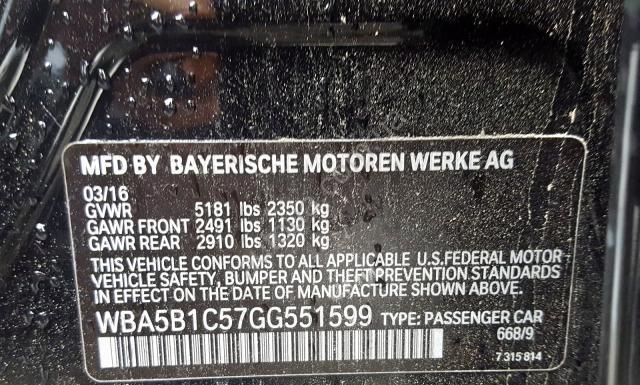 MFD BY BAYERISCHE MOTOREN WERKE AG
03/16
GVWR 5181 lbs 2350 kg
GAWR FRONT 2491 lbs 1130 kg
GAWR REAR 2910 lbs 1320 kg
THIS VEHICLE CONFORMS TO ALL APPLICABLE U.S.FEDERAL MOTOR
VEHICLE SAFETY, BUMPER AND THEFT PREVENTION STANDARDS
IN EFFECT ON THE DATE OF MANUFACTURE SHOWN ABOVE.
WBA5B1C57GG551599 TYPE: PASSENGER CAR
668/9
7 315 814